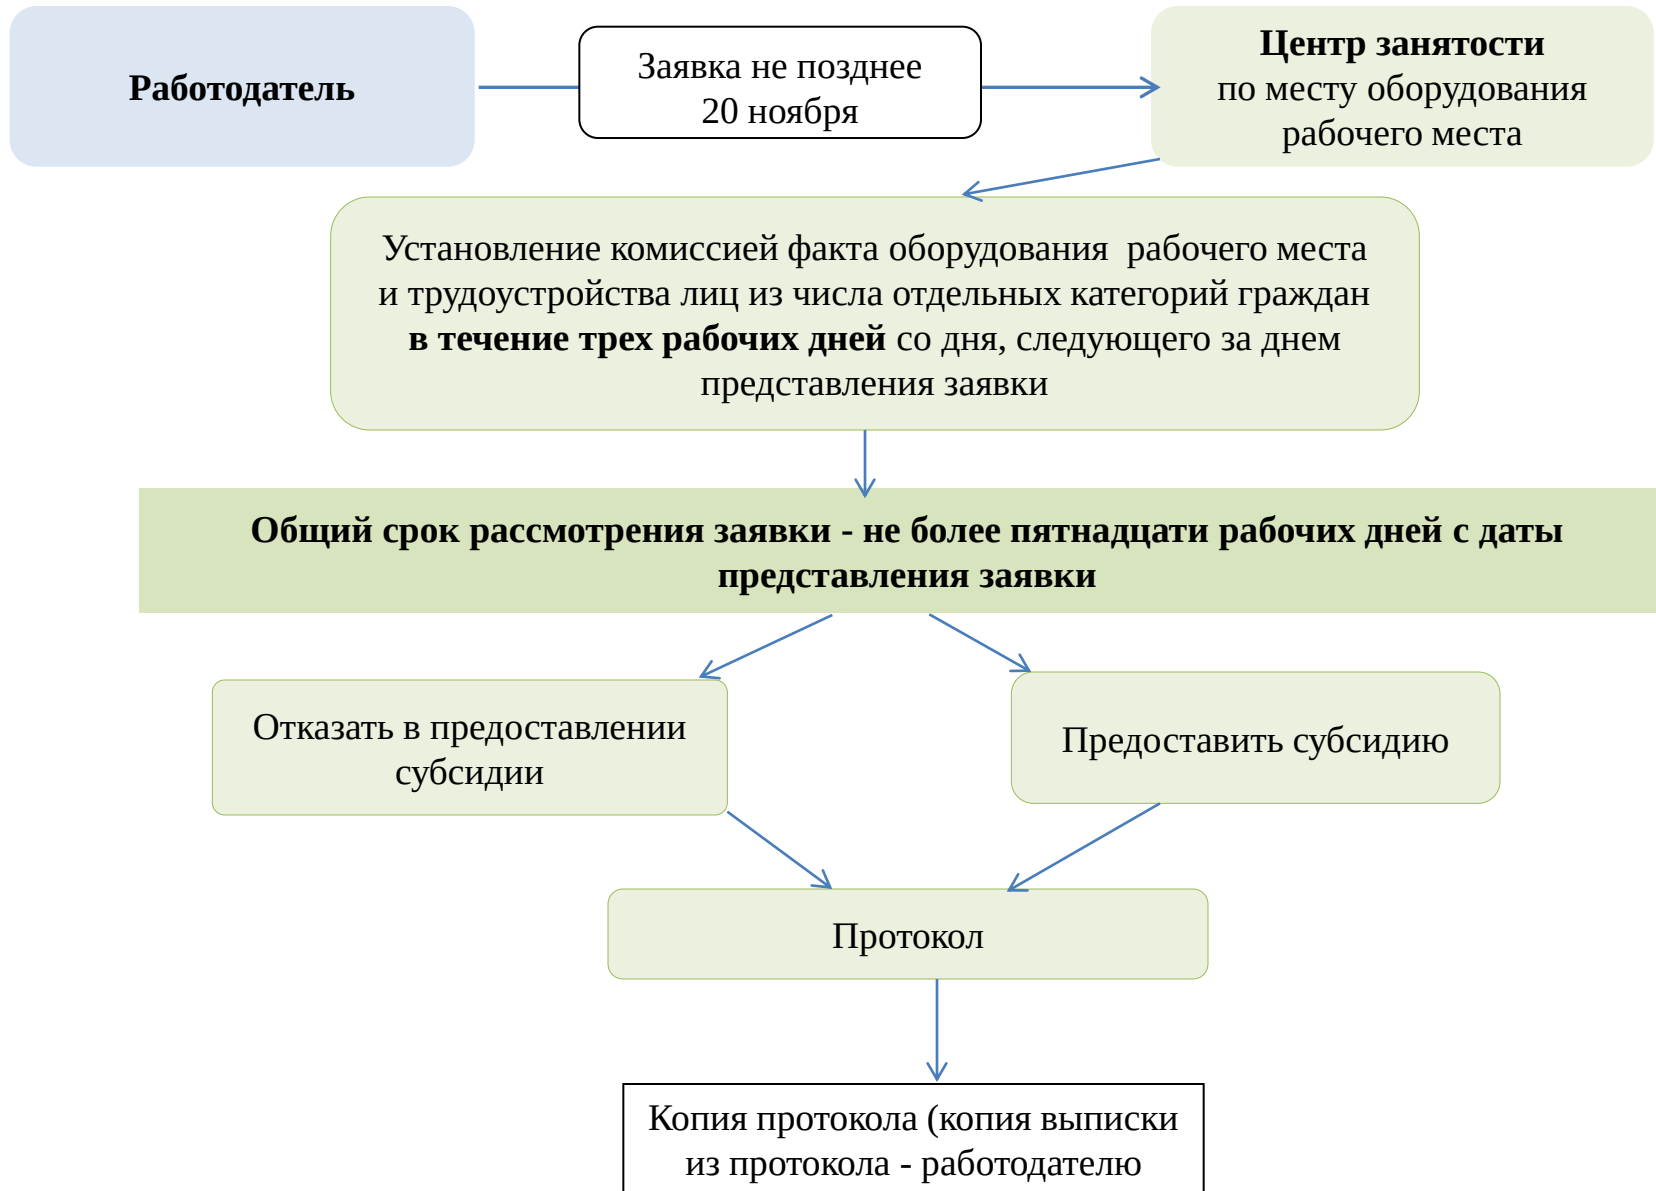 Работодатель
Заявка не позднее
20 ноября
Центр занятости
по месту оборудования
рабочего места
Установление комиссией факта оборудования  рабочего места
и трудоустройства лиц из числа отдельных категорий граждан
в течение трех рабочих дней со дня, следующего за днем
представления заявки
Общий срок рассмотрения заявки - не более пятнадцати рабочих дней с даты
представления заявки
Отказать в предоставлении
субсидии
Предоставить субсидию
Протокол
Копия протокола (копия выписки
из протокола - работодателю